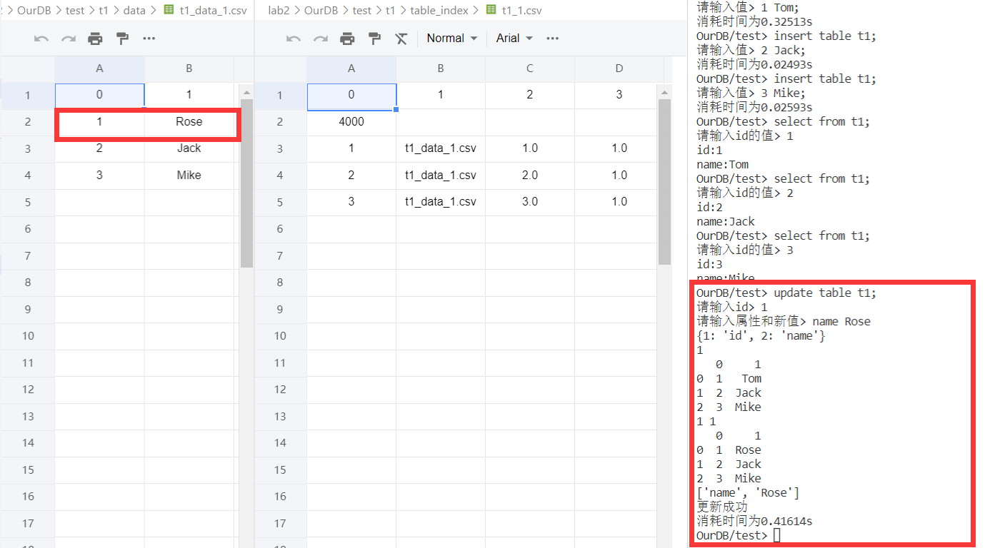 OurDB > test > t1 > data > t1_data_1.csv
A B
1 0 1
2 1 Rose
3 2 Jack
4 3 Mike
5
6
7
8
9
10
11
12
13
14
15
16
17
lab2 > OurDB > test > t1 > table_index > t1_1.csv
Normal Arial
A B C D
1 0 1 2 3
2 4000
3 1 t1_data_1.csv 1.0 1.0
4 2 t1_data_1.csv 2.0 1.0
5 3 t1_data_1.csv 3.0 1.0
6
7
8
9
10
11
12
13
14
15
16
17
请输入值> 1 Tom;
消耗时间为0.32513s
OurDB/test> insert table t1;
请输入值> 2 Jack;
消耗时间为0.02493s
OurDB/test> insert table t1;
请输入值> 3 Mike;
消耗时间为0.02593s
OurDB/test> select from t1;
请输入id的值> 1
id:1
name:Tom
OurDB/test> select from t1;
请输入id的值> 2
id:2
name:Jack
OurDB/test> select from t1;
请输入id的值> 3
id:3
name:Mike
OurDB/test> update table t1;
请输入id> 1
请输入属性和新值> name Rose
{1: 'id', 2: 'name'}
1
0 1
0 1 Tom
1 2 Jack
2 3 Mike
1 1
0 1
0 1 Rose
1 2 Jack
2 3 Mike
['name', 'Rose']
更新成功
消耗时间为0.41614s
OurDB/test>